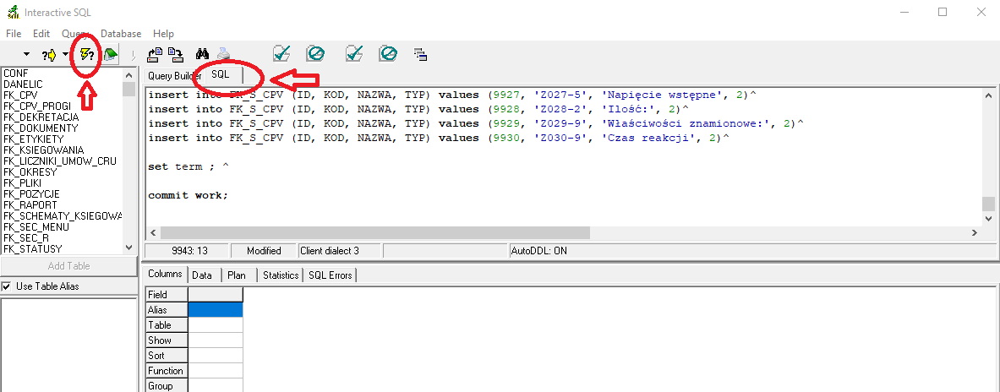 Interactive SQL
File Edit Query Database Help
Query Builder SQL
CONF
DANELIC
FK_CPV
FK_CPV_PROGI
FK_DEKRETACJA
FK_DOKUMENTY
FK_ETYKIETY
FK_KSIEGOWANIA
FK_LICZNIKI_UMOW_CRU
FK_OKRESY
FK_PLIKI
FK_POZYCJE
FK_RAPORT
FK_SCHEMATY_KSIEGOWA
FK_SEC_MENU
FK_SEC_R
FK_STATUSY
Add Table
Use Table Alias
insert into FK_S_CPV (ID, KOD, NAZWA, TYP) values (9927, 'Z027-5', 'Napięcie wstępne', 2)^
insert into FK_S_CPV (ID, KOD, NAZWA, TYP) values (9928, 'Z028-2', 'Ilość:', 2)^
insert into FK_S_CPV (ID, KOD, NAZWA, TYP) values (9929, 'Z029-9', 'Właściwości znamionowe:', 2)^
insert into FK_S_CPV (ID, KOD, NAZWA, TYP) values (9930, 'Z030-9', 'Czas reakcji', 2)^
set term ; ^
commit work;
9943: 13 Modified Client dialect 3 AutoDDL: ON
Columns Data Plan Statistics SQL Errors
Field
Alias
Table
Show
Sort
Function
Group